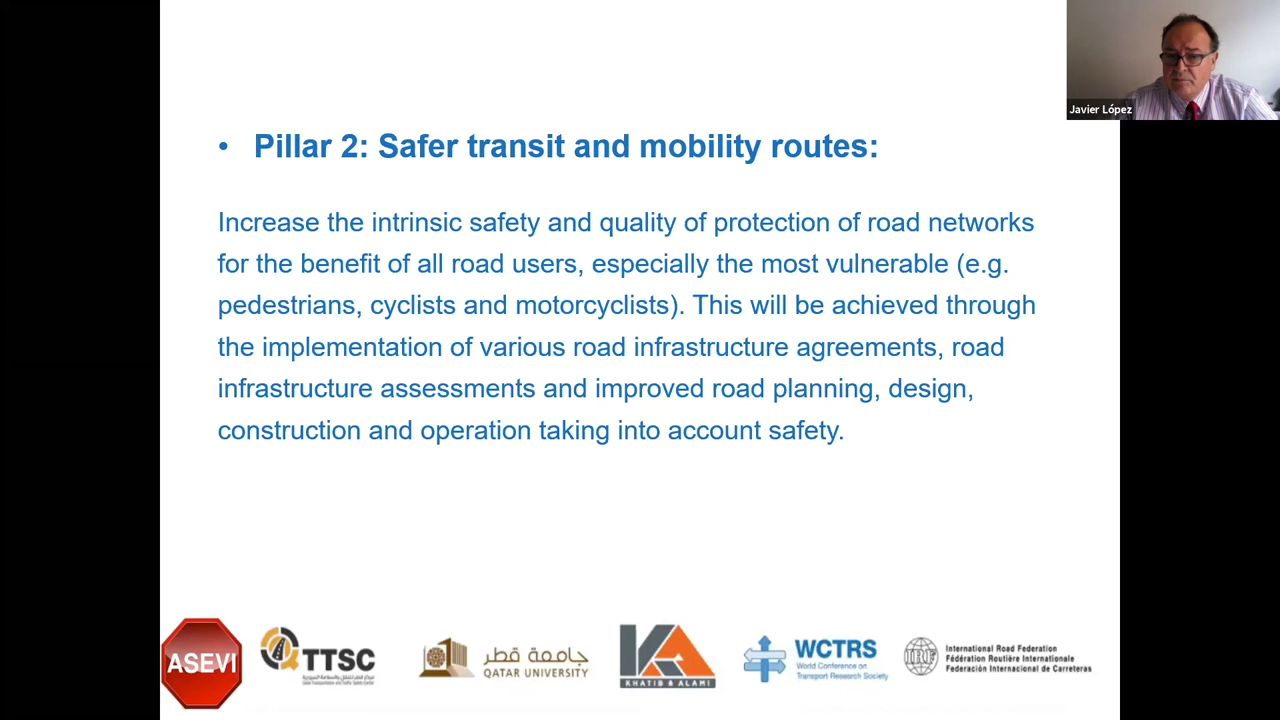 Javier López
• Pillar 2: Safer transit and mobility routes:
Increase the intrinsic safety and quality of protection of road networks
for the benefit of all road users, especially the most vulnerable (e.g.
pedestrians, cyclists and motorcyclists). This will be achieved through
the implementation of various road infrastructure agreements, road
infrastructure assessments and improved road planning, design,
construction and operation taking into account safety.
ASEVI
TTSC
جامعة قطر
QATAR UNIVERSITY
KA
KHATIB & ALAMI
WCTRS
World Conference on
Transport Research Society
IRF
International Road Federation
Fédération Routière Internationale
Federación Internacional de Carreteras